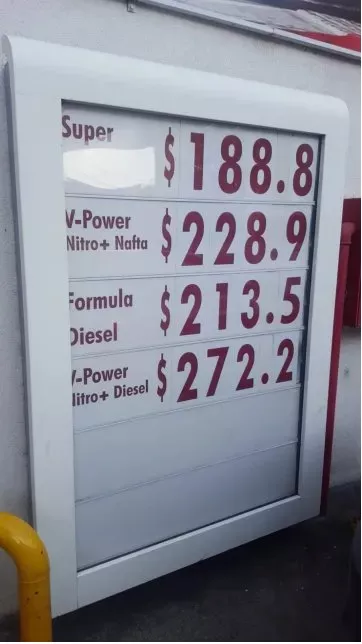 Super $188.8
V-Power
Nitro+ Nafta $228.9
Formula
Diesel $213.5
V-Power
Nitro+ Diesel $272.2